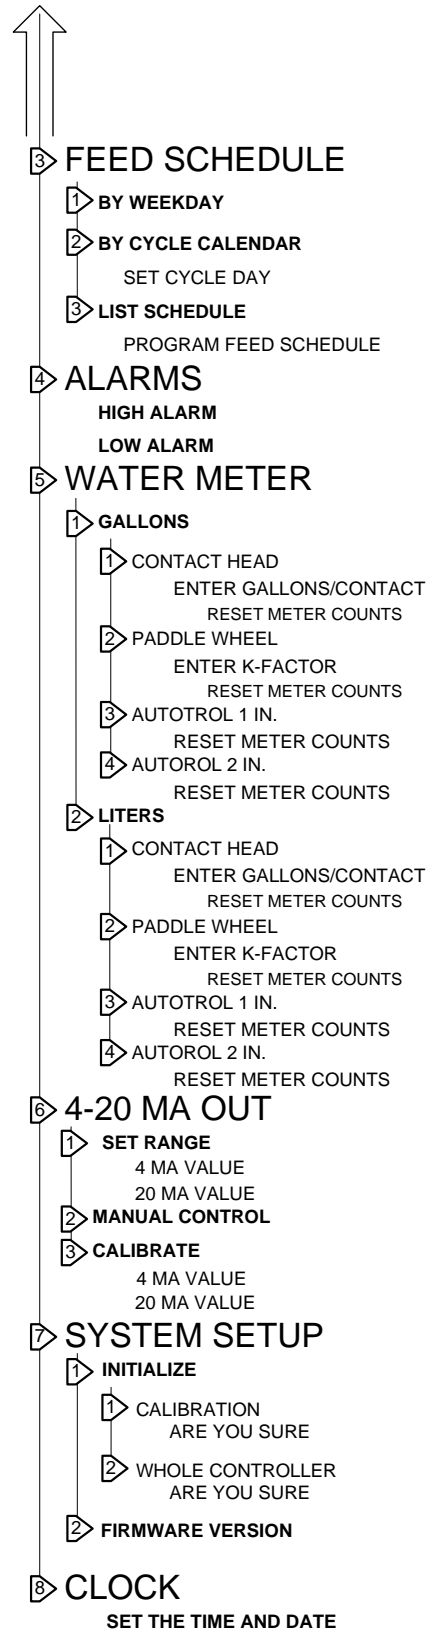 3 FEED SCHEDULE
1 BY WEEKDAY
2 BY CYCLE CALENDAR
SET CYCLE DAY
3 LIST SCHEDULE
PROGRAM FEED SCHEDULE
4 ALARMS
HIGH ALARM
LOW ALARM
5 WATER METER
1 GALLONS
1 CONTACT HEAD
ENTER GALLONS/CONTACT
RESET METER COUNTS
2 PADDLE WHEEL
ENTER K-FACTOR
RESET METER COUNTS
3 AUTOTROL 1 IN.
RESET METER COUNTS
4 AUTOROL 2 IN.
RESET METER COUNTS
2 LITERS
1 CONTACT HEAD
ENTER GALLONS/CONTACT
RESET METER COUNTS
2 PADDLE WHEEL
ENTER K-FACTOR
RESET METER COUNTS
3 AUTOTROL 1 IN.
RESET METER COUNTS
4 AUTOROL 2 IN.
RESET METER COUNTS
6 4-20 MA OUT
1 SET RANGE
4 MA VALUE
20 MA VALUE
2 MANUAL CONTROL
3 CALIBRATE
4 MA VALUE
20 MA VALUE
7 SYSTEM SETUP
1 INITIALIZE
1 CALIBRATION
ARE YOU SURE
2 WHOLE CONTROLLER
ARE YOU SURE
2 FIRMWARE VERSION
8 CLOCK
SET THE TIME AND DATE